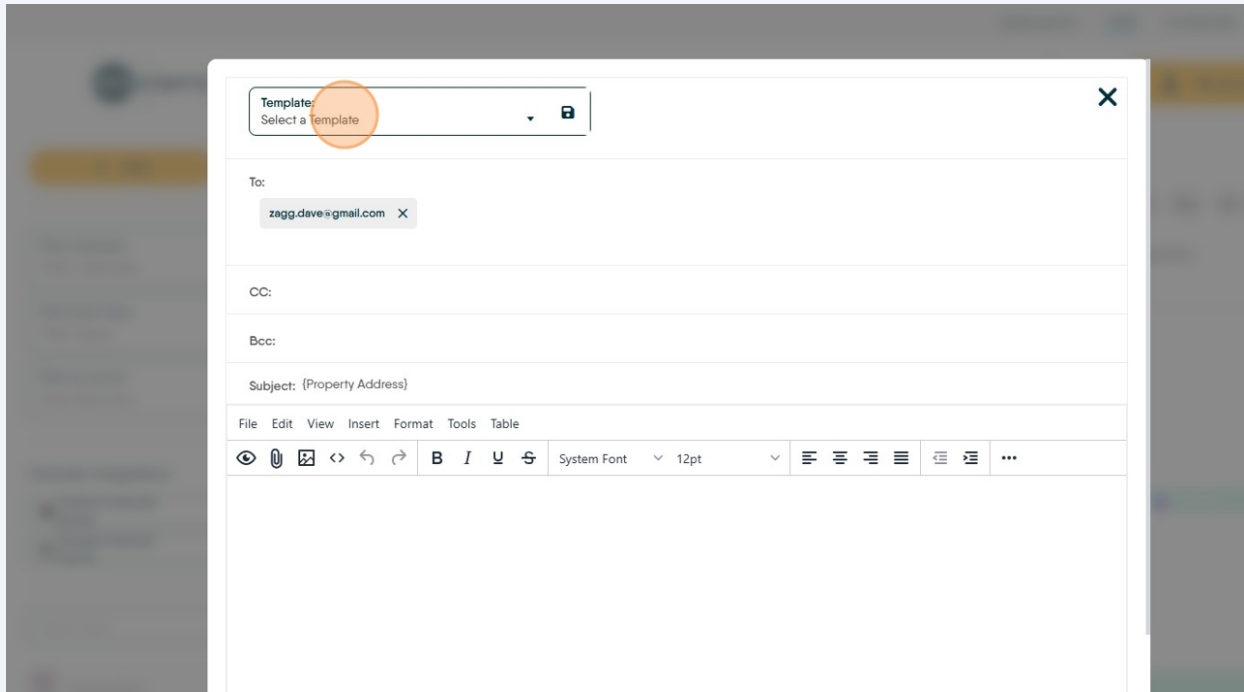 Template:
Select a Template
To:
zagg.dave@gmail.com
CC:
Bcc:
Subject: {Property Address}
File Edit View Insert Format Tools Table
B I U S System Font 12pt